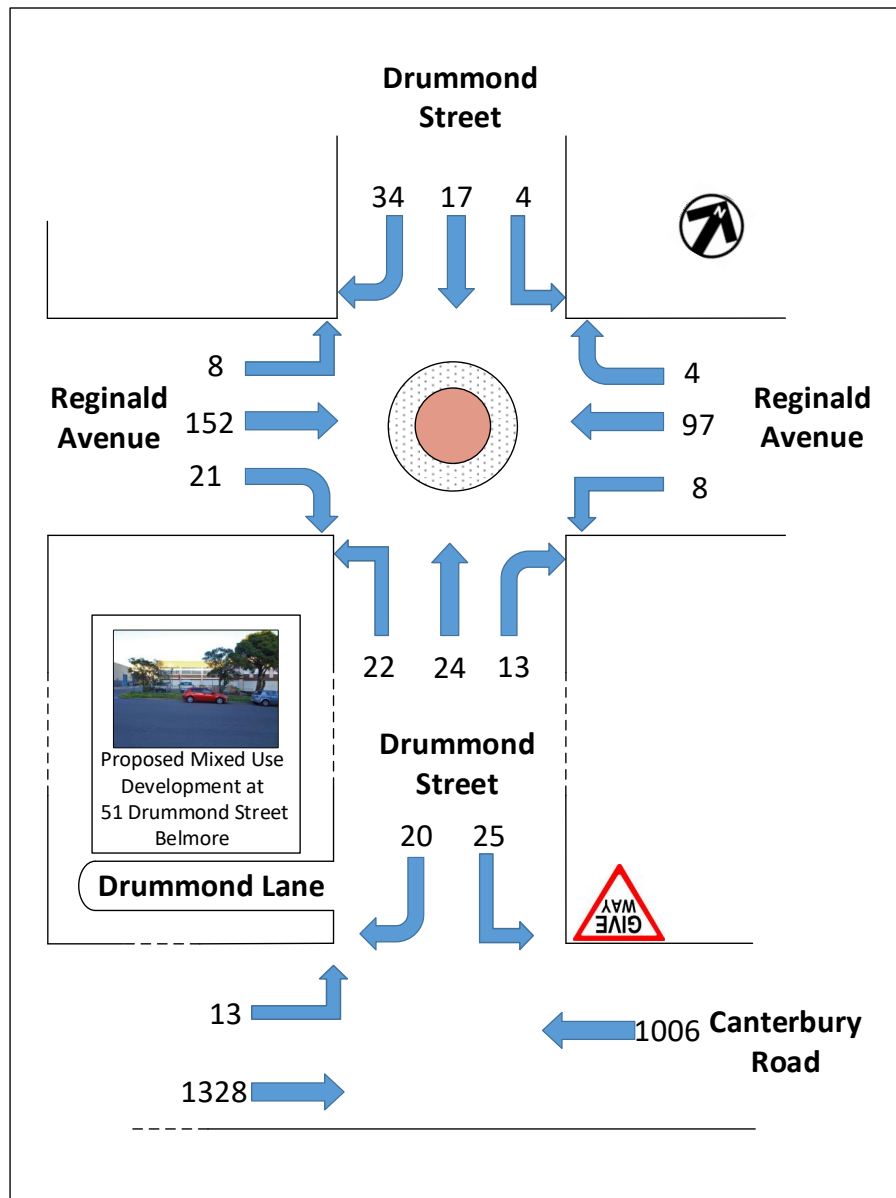 Drummond
Street
34 17 4
N
8
4
Reginald
Avenue
152
97
Reginald
Avenue
21
8
22 24 13
Proposed Mixed Use
Development at
51 Drummond Street
Belmore
Drummond
Street
20 25
Drummond Lane
GIVE
WAY
13
1006
Canterbury
Road
1328